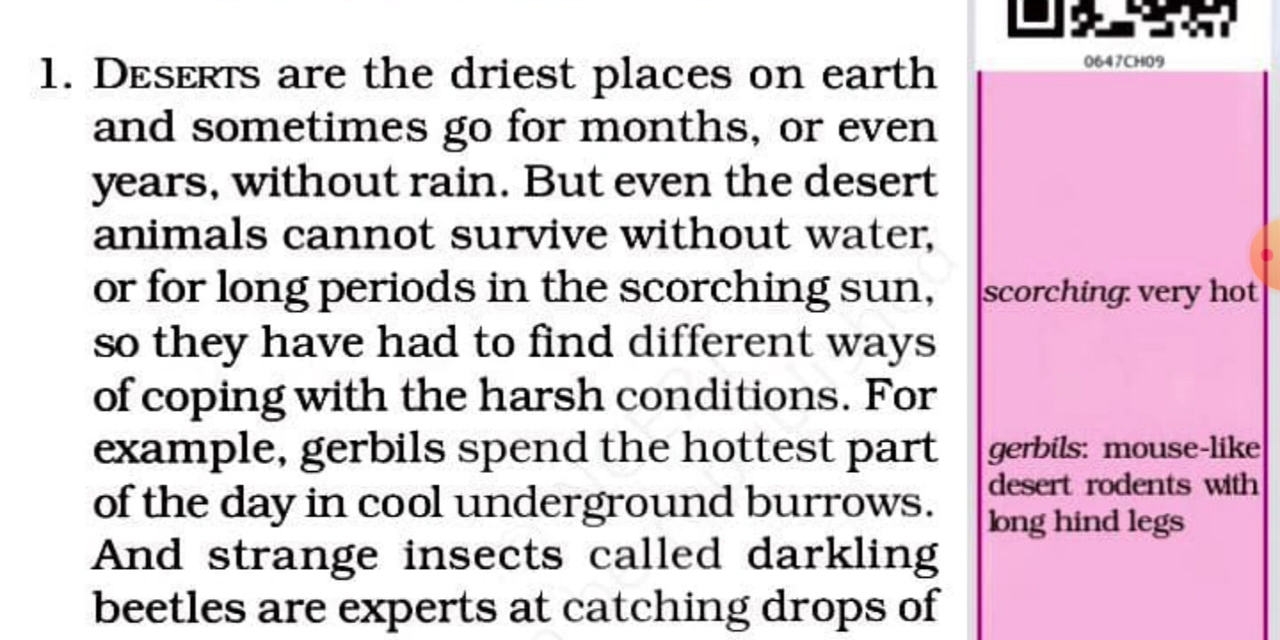 0647CH09
1. DESERTS are the driest places on earth
and sometimes go for months, or even
years, without rain. But even the desert
animals cannot survive without water,
or for long periods in the scorching sun,
so they have had to find different ways
of coping with the harsh conditions. For
example, gerbils spend the hottest part
of the day in cool underground burrows.
And strange insects called darkling
beetles are experts at catching drops of
scorching: very hot
gerbils: mouse-like
desert rodents with
long hind legs